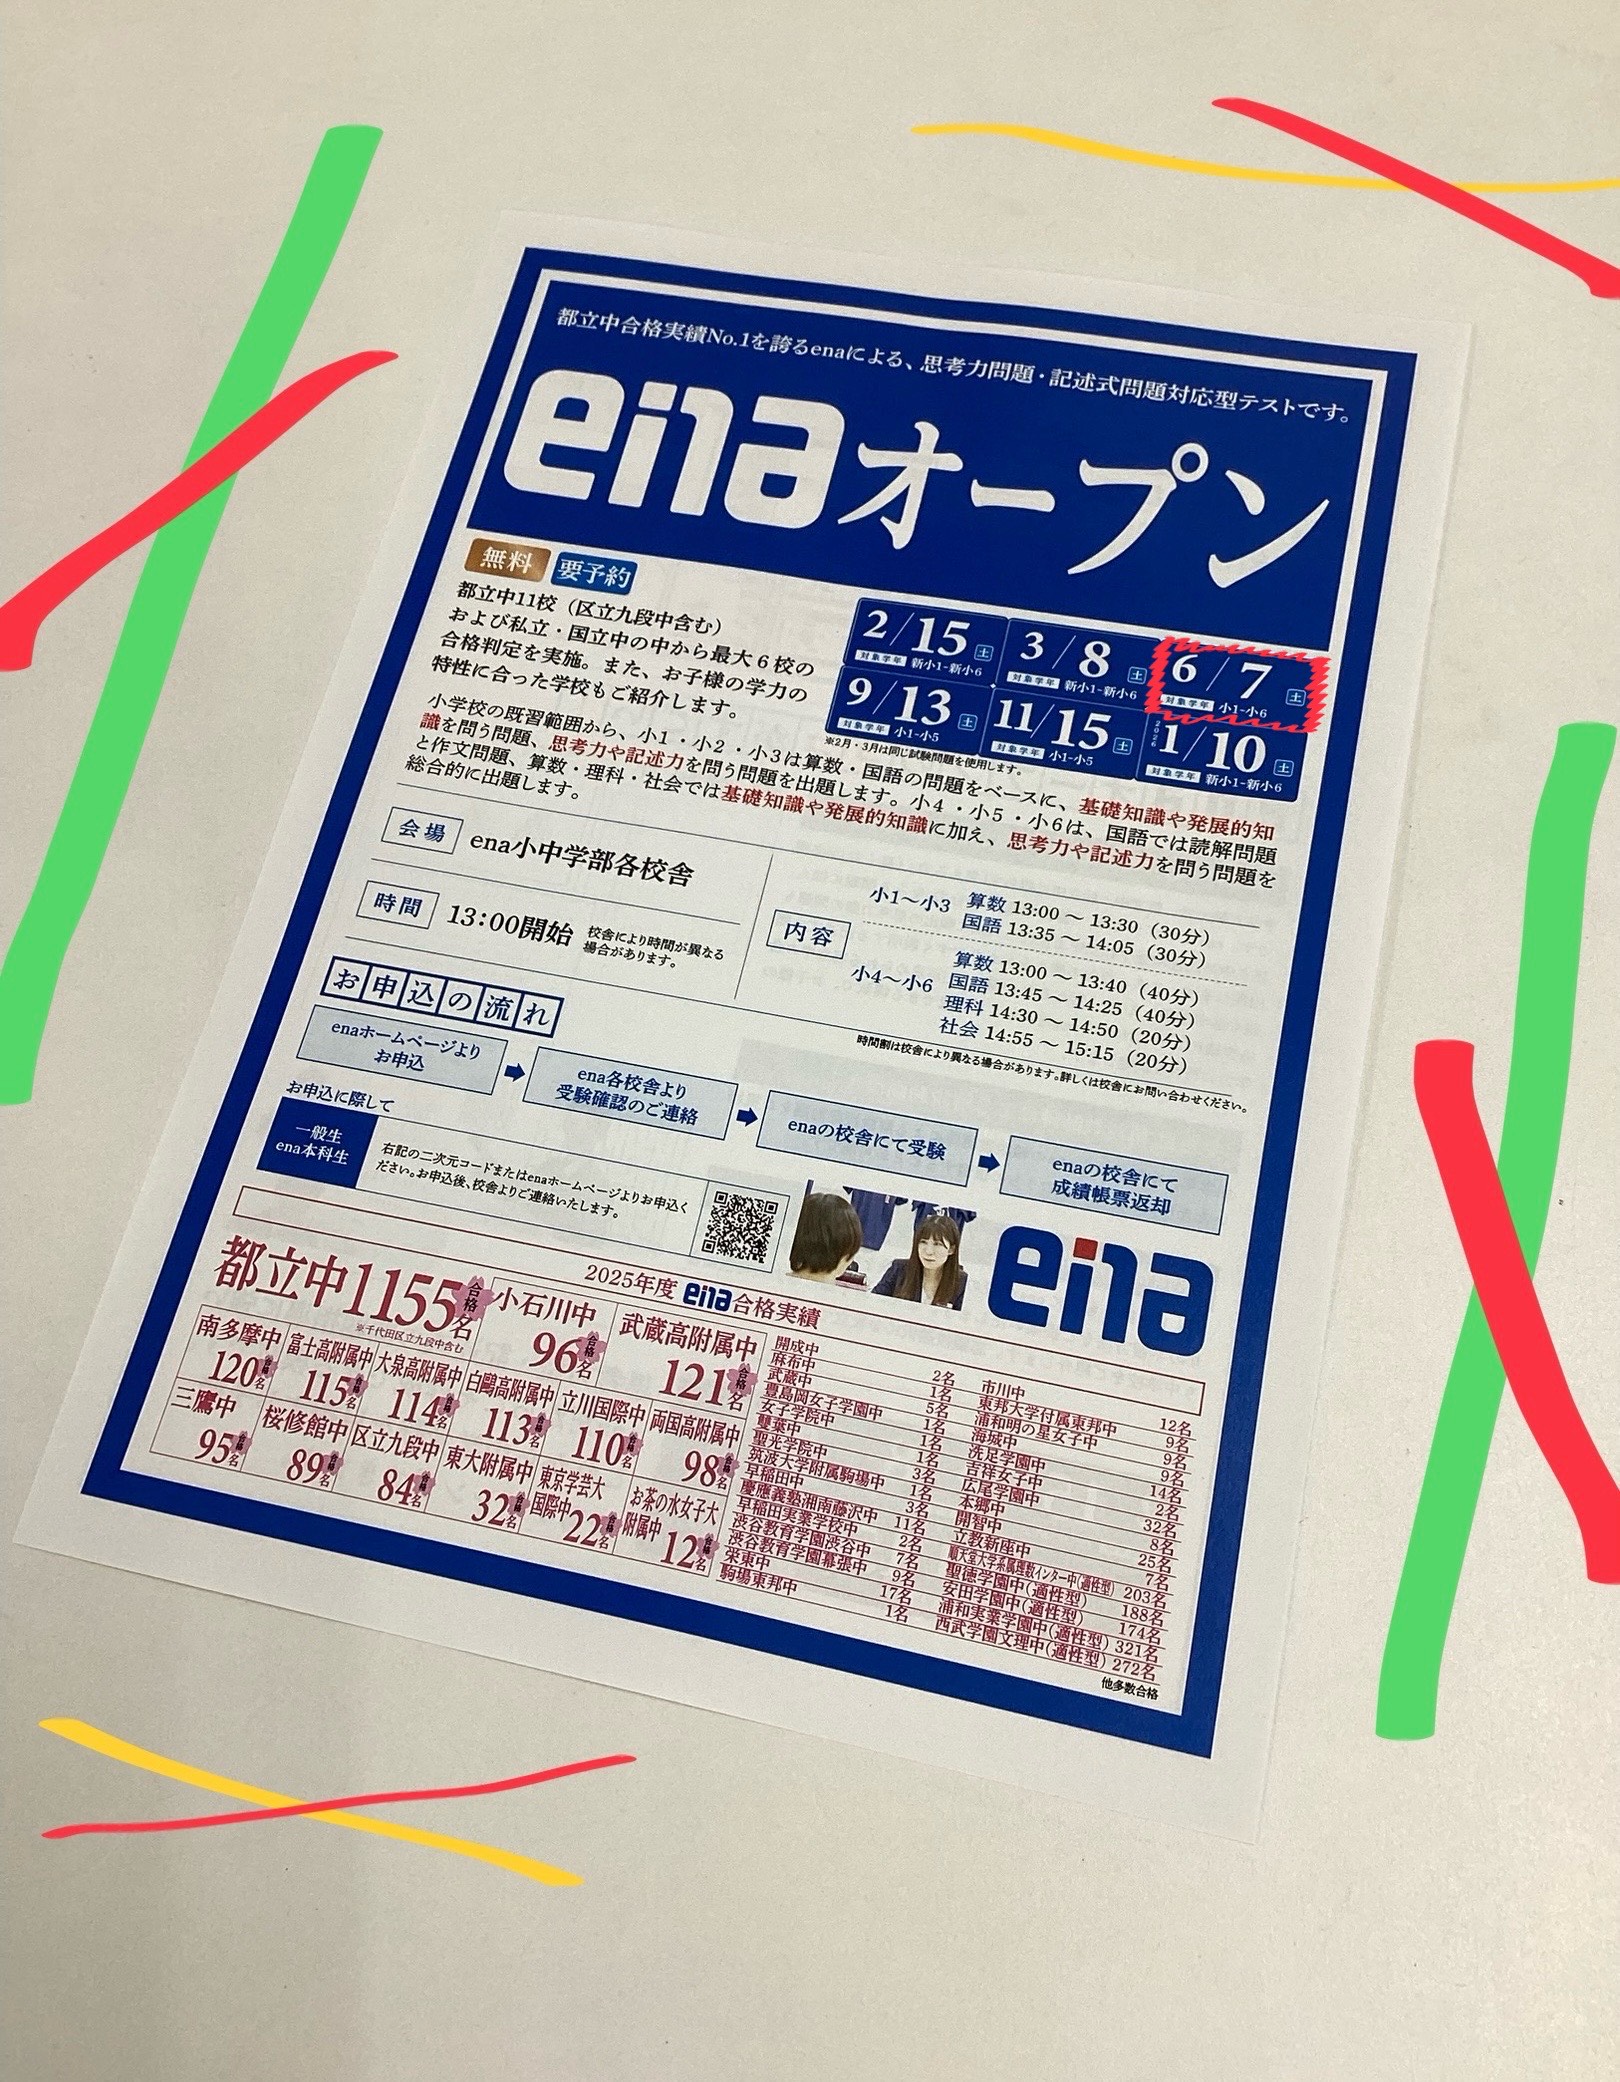 都立中合格実績No.1を誇るenaによる、思考力問題・記述式問題対応型テストです。
enaオープン
無料 要予約
都立中11校（区立九段中含む）
および私立・国立中の中から最大６校の
合格判定を実施。また、お子様の学力の
特性に合った学校もご紹介します。
2/15 土
対象学年 新小1-新小6
3/8 土
対象学年 新小1-新小6
6/7 土
対象学年 小1-小6
9/13 土
対象学年 小1-小5
11/15 土
対象学年 小1-小5
2026 1/10 土
対象学年 新小1-新小6
※2月・3月は同じ試験問題を使用します。
小学校の既習範囲から、小1・小2・小3は算数・国語の問題をベースに、基礎知識や発展的知
識を問う問題、思考力や記述力を問う問題を出題します。小4・小5・小6は、国語では読解問題
と作文問題、算数・理科・社会では基礎知識や発展的知識に加え、思考力や記述力を問う問題を
総合的に出題します。
会場 ena小中学部各校舎
時間 13:00開始 校舎により時間が異なる
場合があります。
内容
小1～小3 算数 13:00 ～ 13:30（30分）
国語 13:35 ～ 14:05（30分）
小4～小6 算数 13:00 ～ 13:40（40分）
国語 13:45 ～ 14:25（40分）
理科 14:30 ～ 14:50（20分）
社会 14:55 ～ 15:15（20分）
時間割は校舎により異なる場合があります。詳しくは校舎にお問い合わせください。
お申込の流れ
enaホームページより
お申込
ena各校舎より
受験確認のご連絡
enaの校舎にて受験
enaの校舎にて
成績帳票返却
お申込に際して
一般生
ena本科生
右記の二次元コードまたはenaホームページよりお申込く
ださい。お申込後、校舎よりご連絡いたします。
ena
2025年度 ena合格実績
都立中1155名合格
※千代田区立九段中含む
小石川中 96名合格
武蔵高附属中 121名合格
南多摩中 120名合格
富士高附属中 115名合格
大泉高附属中 114名合格
白鷗高附属中 113名合格
立川国際中 110名合格
両国高附属中 98名合格
三鷹中 95名合格
桜修館中 89名合格
区立九段中 84名合格
東大附属中 32名合格
東京学芸大国際中 22名合格
お茶の水女子大附属中 12名合格
開成中 2名
麻布中 1名
武蔵中 5名
豊島岡女子学園中 1名
女子学院中 1名
雙葉中 1名
聖光学院中 3名
筑波大学附属駒場中 1名
早稲田中 3名
慶應義塾湘南藤沢中 11名
早稲田実業学校中 2名
渋谷教育学園渋谷中 7名
渋谷教育学園幕張中 9名
栄東中 17名
駒場東邦中 1名
市川中 12名
東邦大学付属東邦中 9名
浦和明の星女子中 9名
海城中 9名
洗足学園中 14名
吉祥女子中 2名
広尾学園中 32名
本郷中 8名
開智中 25名
立教新座中 7名
順天堂大学系属理数インター中(適性型) 203名
聖徳学園中(適性型) 188名
安田学園中(適性型) 174名
浦和実業学園中(適性型) 321名
西武学園文理中(適性型) 272名
他多数合格